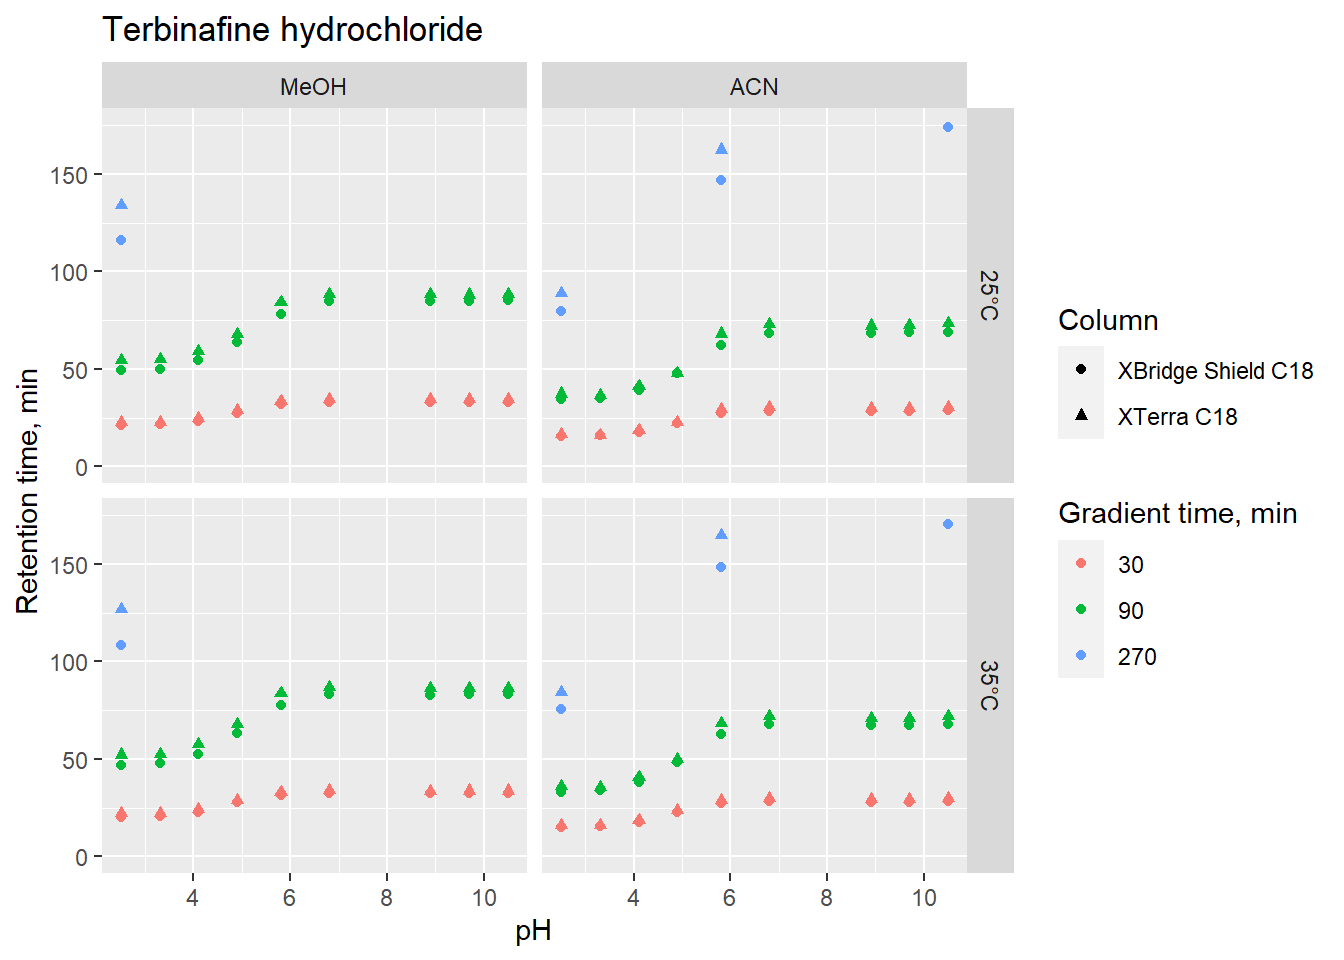 Terbinafine hydrochloride
MeOH
ACN
150
100
50
0
25°C
150
100
50
0
35°C
4
6
8
10
4
6
8
10
pH
Retention time, min
Column
XBridge Shield C18
XTerra C18
Gradient time, min
30
90
270